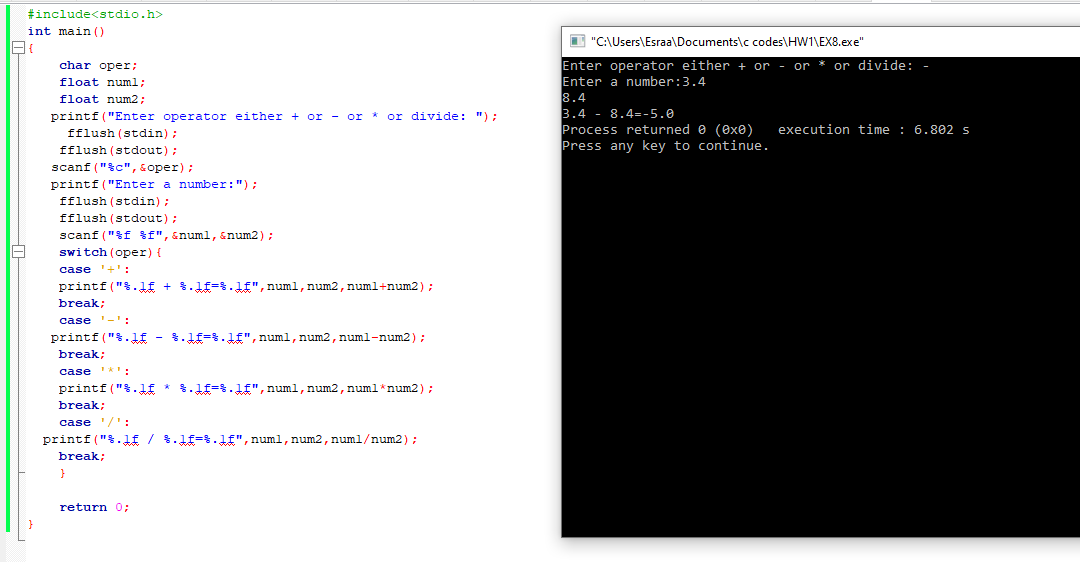 #include<stdio.h>
int main()
{
char oper;
float num1;
float num2;
printf("Enter operator either + or - or * or divide: ");
fflush(stdin);
fflush(stdout);
scanf("%c",&oper);
printf("Enter a number:");
fflush(stdin);
fflush(stdout);
scanf("%f %f",&num1,&num2);
switch(oper){
case '+':
printf("%.1f + %.1f=%.1f",num1,num2,num1+num2);
break;
case '-':
printf("%.1f - %.1f=%.1f",num1,num2,num1-num2);
break;
case '*':
printf("%.1f * %.1f=%.1f",num1,num2,num1*num2);
break;
case '/':
printf("%.1f / %.1f=%.1f",num1,num2,num1/num2);
break;
}
return 0;
}
"C:\Users\Esraa\Documents\c codes\HW1\EX8.exe"
Enter operator either + or - or * or divide: -
Enter a number:3.4
8.4
3.4 - 8.4=-5.0
Process returned 0 (0x0)   execution time : 6.802 s
Press any key to continue.